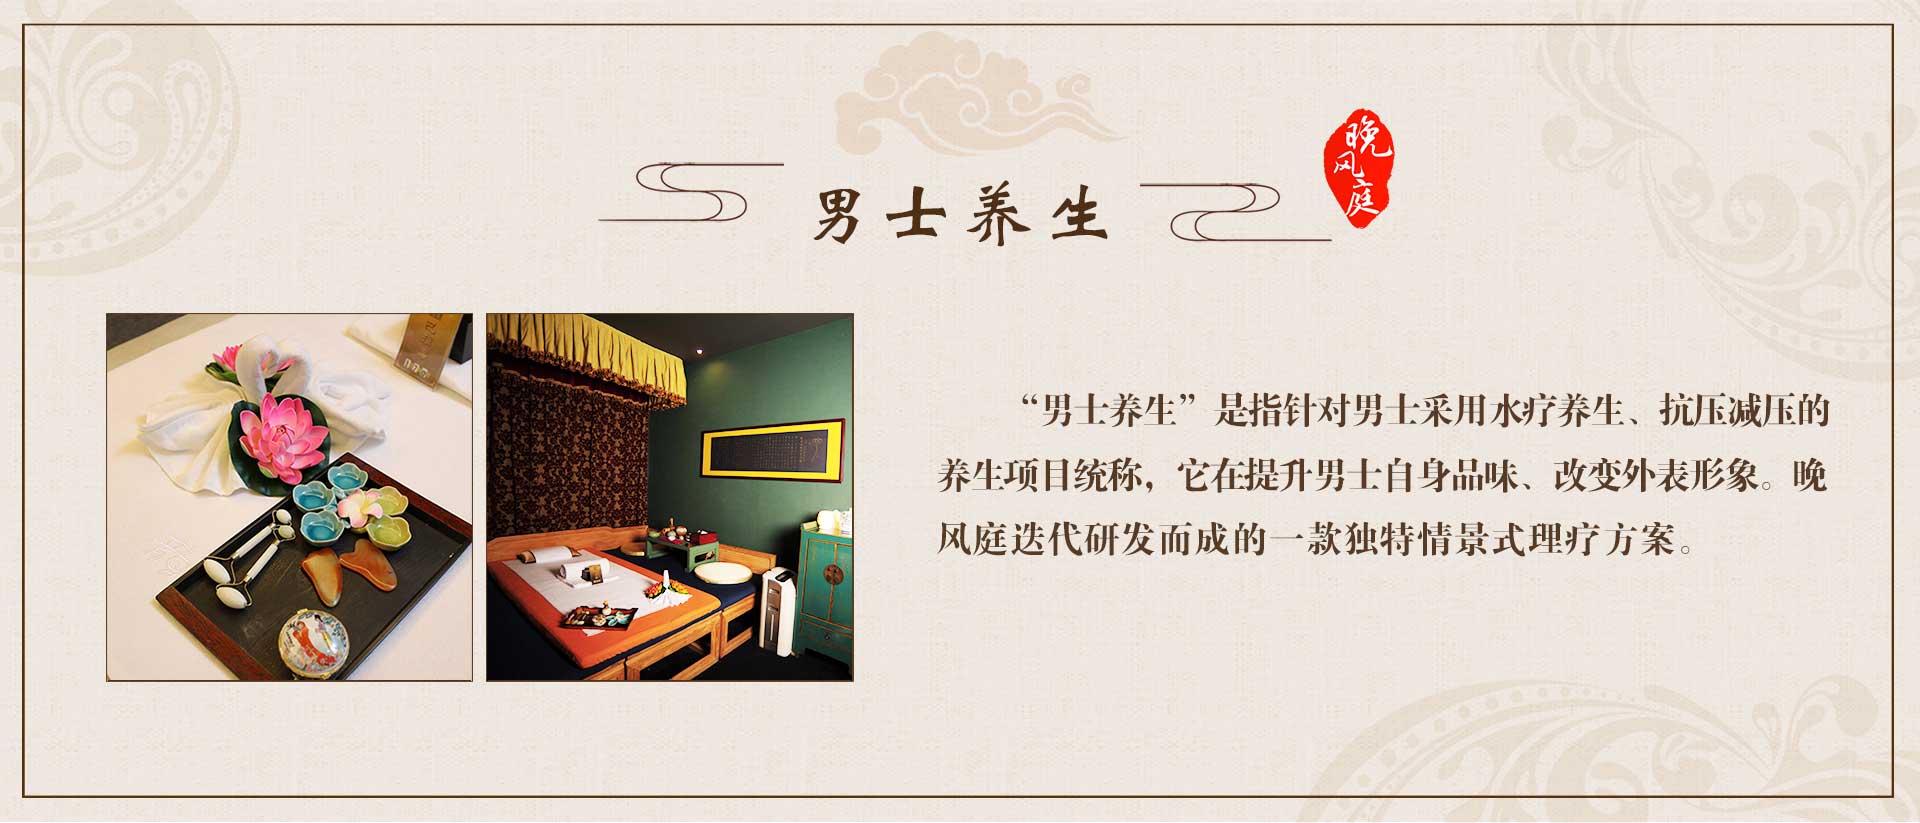 男士养生
晚风庭
“男士养生”是指针对男士采用水疗养生、抗压减压的
养生项目统称，它在提升男士自身品味、改变外表形象。晚
风庭迭代研发而成的一款独特情景式理疗方案。